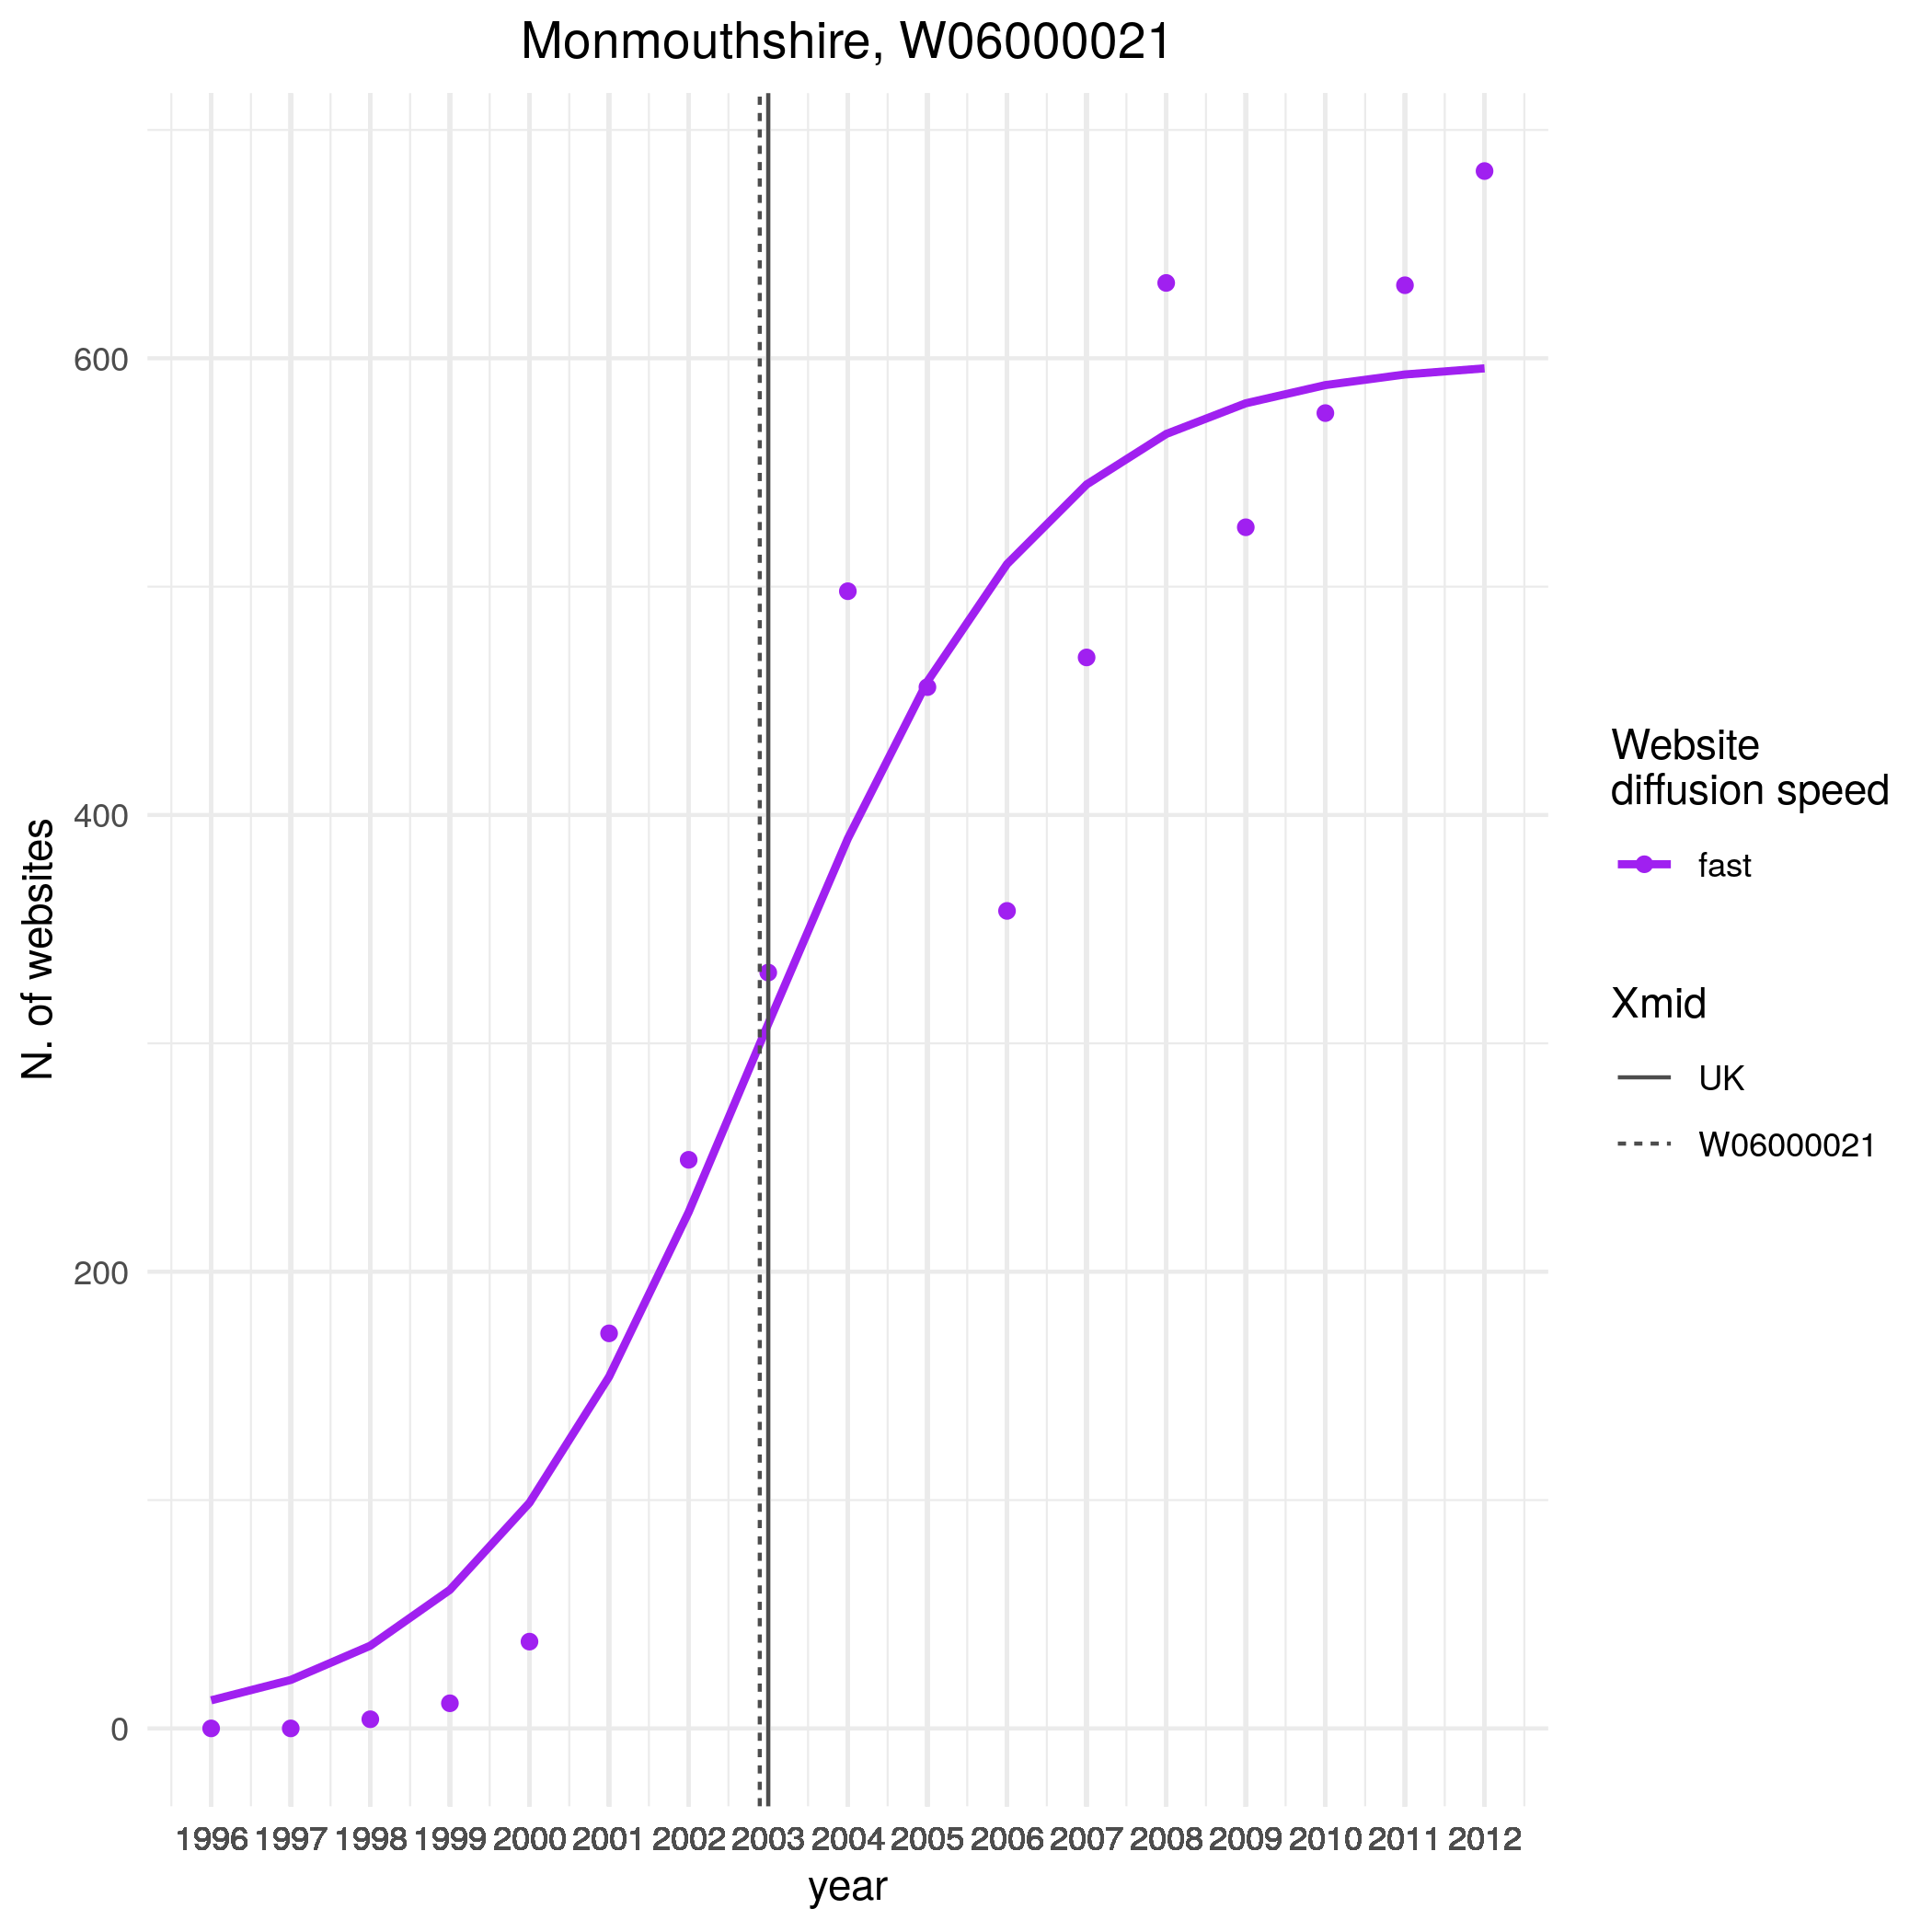 Monmouthshire, W06000021
N. of websites
600
400
200
0
1996 1997 1998 1999 2000 2001 2002 2003 2004 2005 2006 2007 2008 2009 2010 2011 2012
year
Website
diffusion speed
fast
Xmid
UK
W06000021